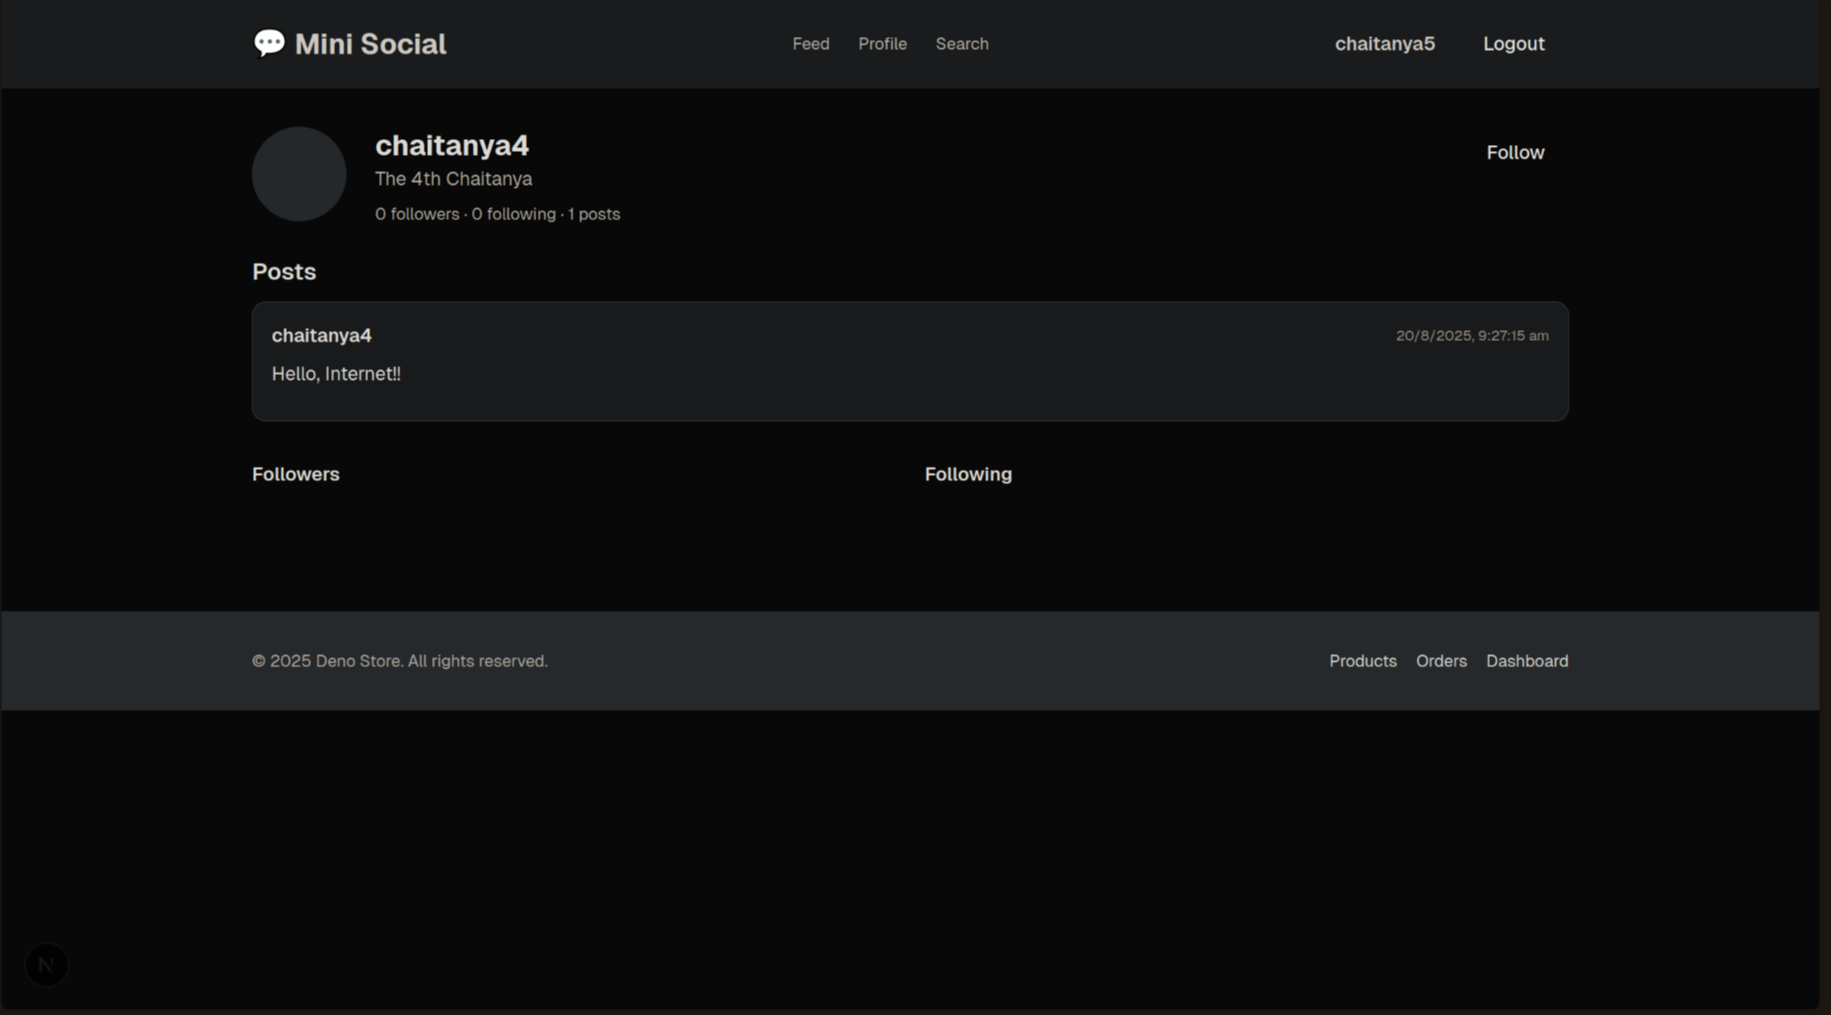 💬 Mini Social
Feed Profile Search
chaitanya5 Logout
chaitanya4
Follow
The 4th Chaitanya
0 followers · 0 following · 1 posts
Posts
chaitanya4
20/8/2025, 9:27:15 am
Hello, Internet!!
Followers
Following
© 2025 Deno Store. All rights reserved.
Products Orders Dashboard
N